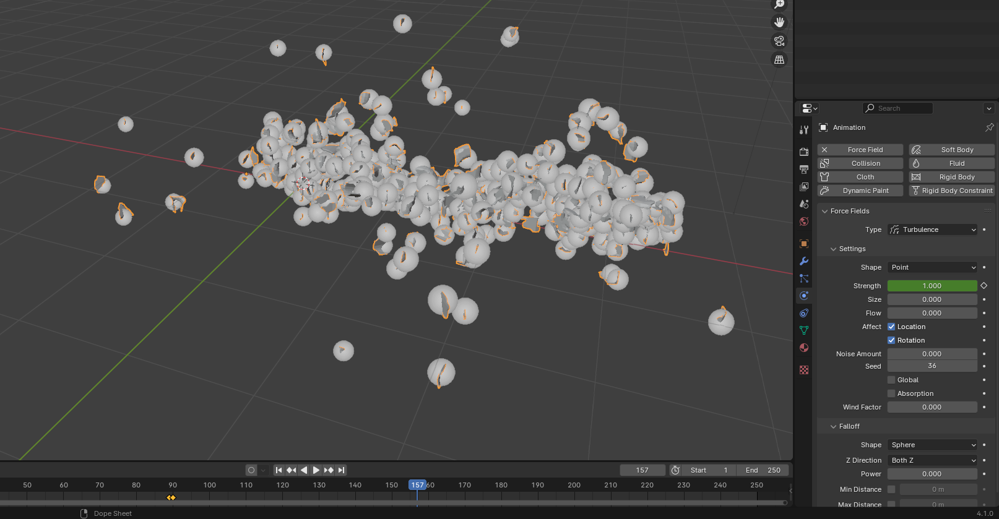 Search
Animation
Force Field
Soft Body
Collision
Fluid
Cloth
Rigid Body
Dynamic Paint
Rigid Body Constraint
Force Fields
Type Turbulence
Settings
Shape Point
Strength 1.000
Size 0.000
Flow 0.000
Affect Location
Rotation
Noise Amount 0.000
Seed 36
Global
Absorption
Wind Factor 0.000
Falloff
Shape Sphere
Z Direction Both Z
Power 0.000
Min Distance 0 m
Max Distance 0 m
157 Start 1 End 250
50 60 70 80 90 100 110 120 130 140 150 157 60 170 180 190 200 210 220 230 240 250
Dope Sheet
4.1.0